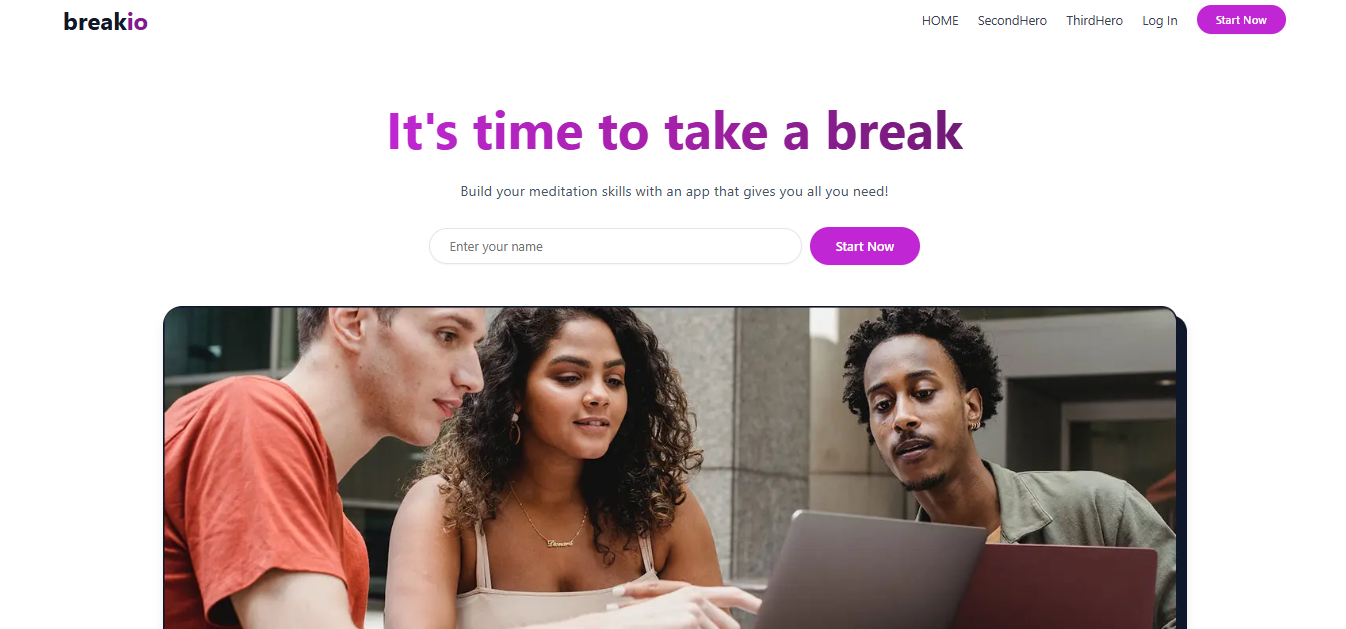 breakio
HOME SecondHero ThirdHero Log In Start Now
It's time to take a break
Build your meditation skills with an app that gives you all you need!
Enter your name Start Now